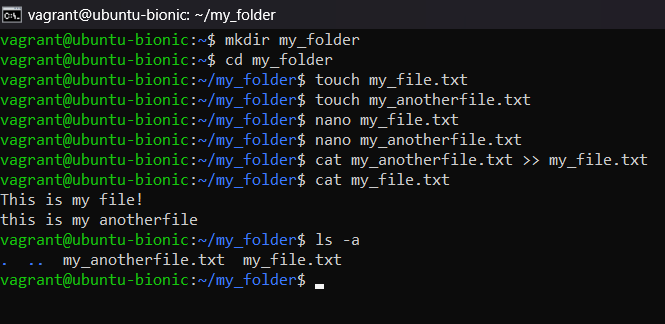 vagrant@ubuntu-bionic: ~/my_folder
vagrant@ubuntu-bionic:~$ mkdir my_folder
vagrant@ubuntu-bionic:~$ cd my_folder
vagrant@ubuntu-bionic:~/my_folder$ touch my_file.txt
vagrant@ubuntu-bionic:~/my_folder$ touch my_anotherfile.txt
vagrant@ubuntu-bionic:~/my_folder$ nano my_file.txt
vagrant@ubuntu-bionic:~/my_folder$ nano my_anotherfile.txt
vagrant@ubuntu-bionic:~/my_folder$ cat my_anotherfile.txt >> my_file.txt
vagrant@ubuntu-bionic:~/my_folder$ cat my_file.txt
This is my file!
this is my anotherfile
vagrant@ubuntu-bionic:~/my_folder$ ls -a
.  ..  my_anotherfile.txt  my_file.txt
vagrant@ubuntu-bionic:~/my_folder$